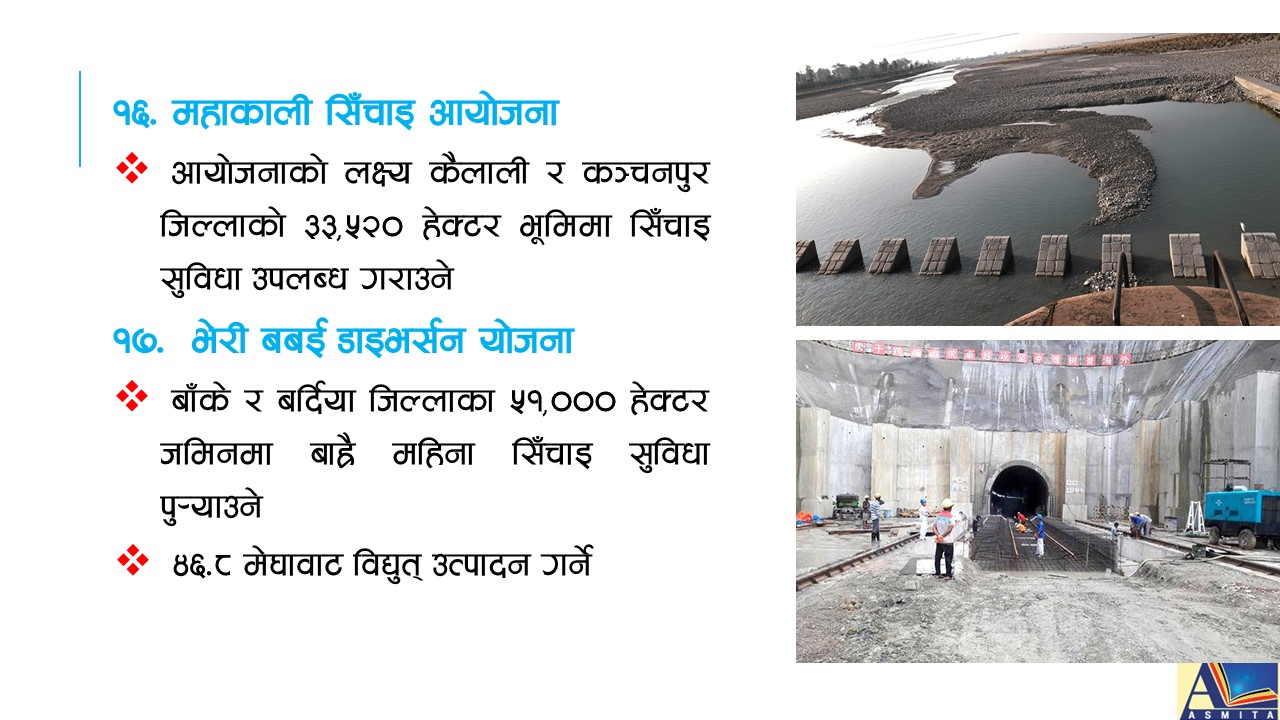 १६. महाकाली सिँचाइ आयोजना
❖ आयोजनाको लक्ष्य कैलाली र कञ्चनपुर
जिल्लाको ३३,५२० हेक्टर भूमिमा सिँचाइ
सुविधा उपलब्ध गराउने
१७. भेरी बबई डाइभर्सन योजना
❖ बाँके र बर्दिया जिल्लाका ५१,००० हेक्टर
जमिनमा बाह्रै महिना सिँचाइ सुविधा
पुऱ्याउने
❖ ४६.८ मेघावाट विद्युत् उत्पादन गर्ने
ASMITA